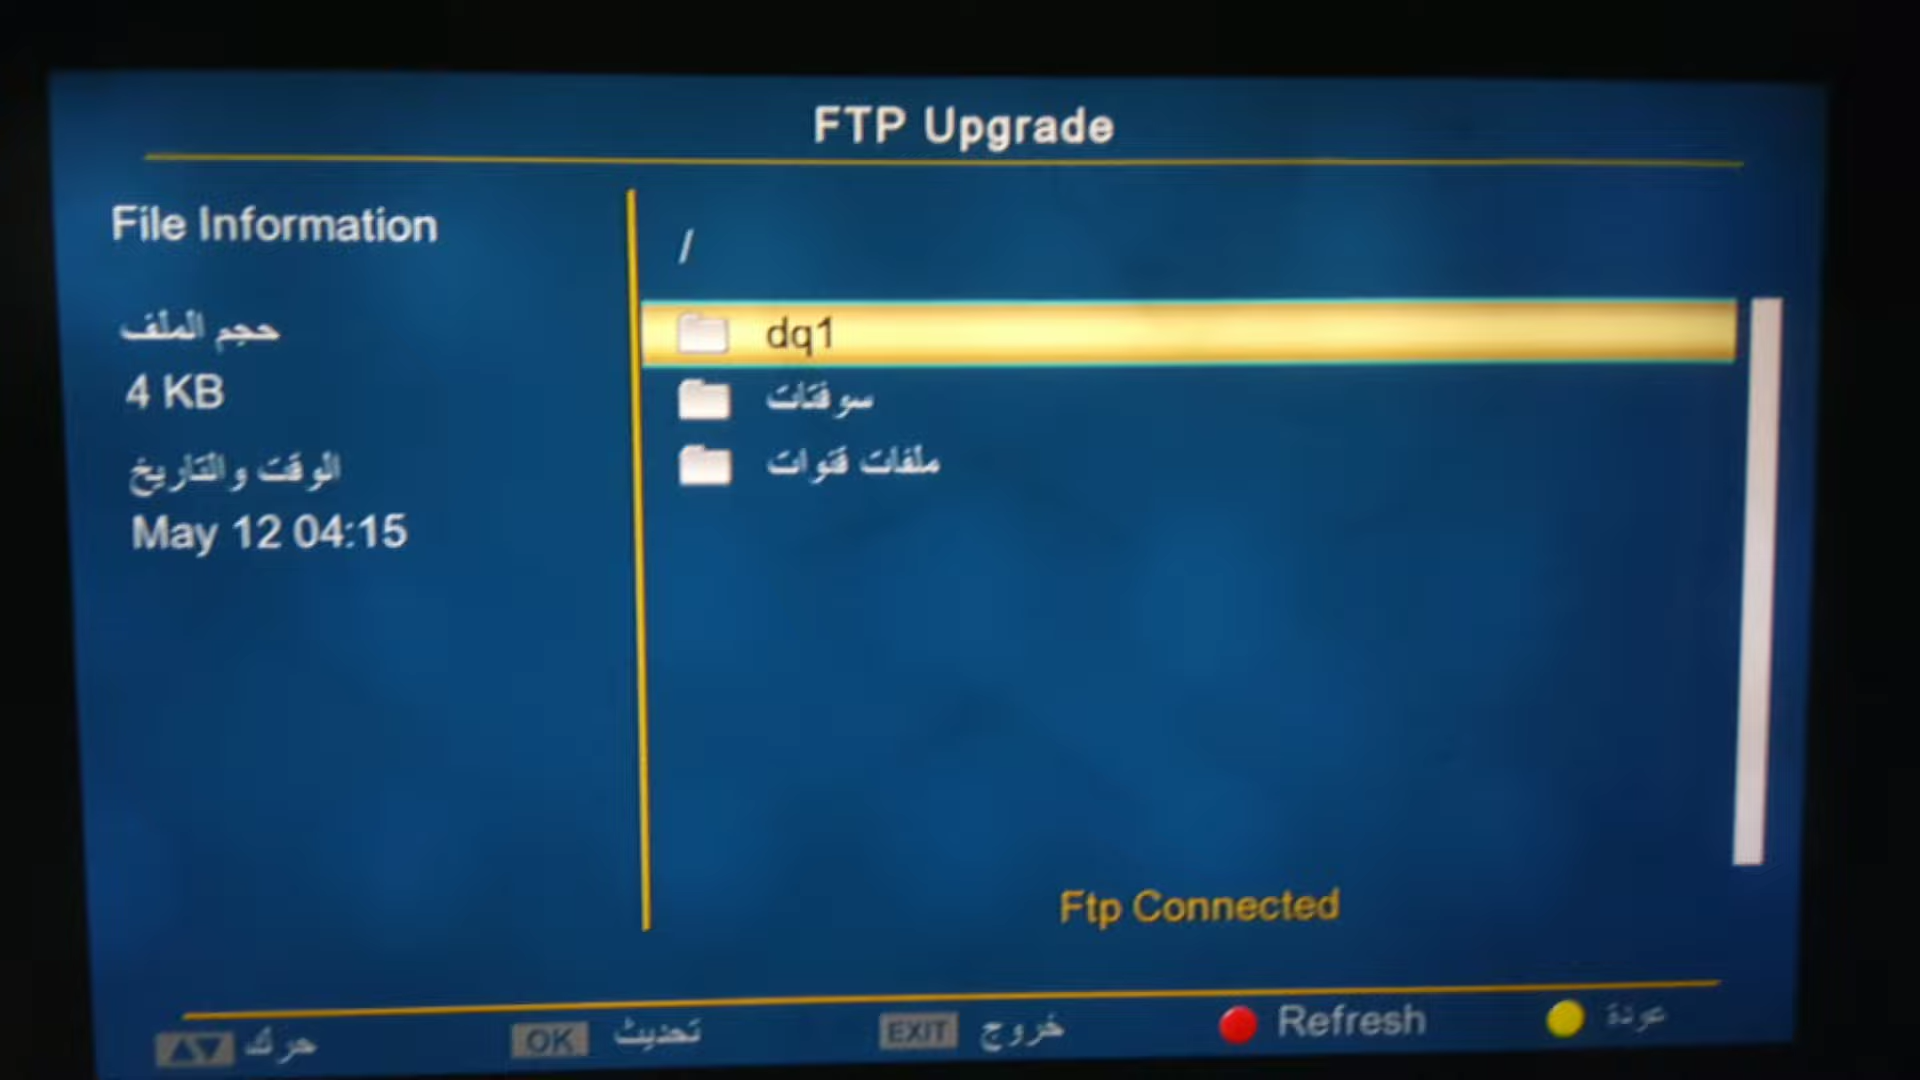 FTP Upgrade
File Information
حجم الملف
4 KB
الوقت والتاريخ
May 12 04:15
/
dq1
سوفتات
ملفات قنوات
Ftp Connected
حرك
OK تحديث
EXIT خروج
Refresh
عودة